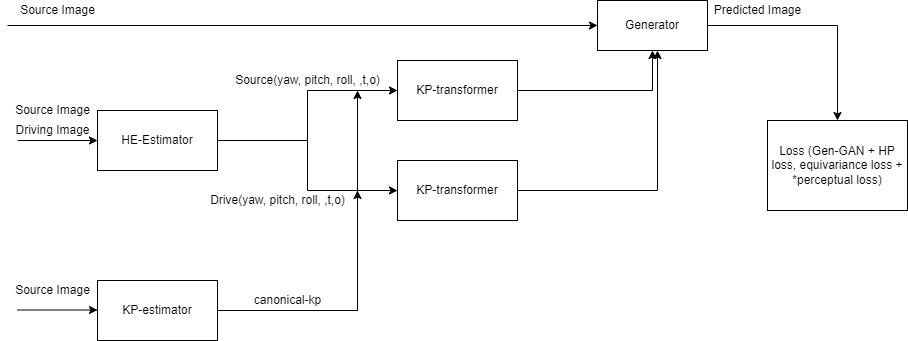 Source Image
Generator
Predicted Image
Source(yaw, pitch, roll, ,t,o)
KP-transformer
Source Image
Driving Image
HE-Estimator
Loss (Gen-GAN + HP
loss, equivariance loss +
*perceptual loss)
KP-transformer
Drive(yaw, pitch, roll, ,t,o)
Source Image
KP-estimator
canonical-kp